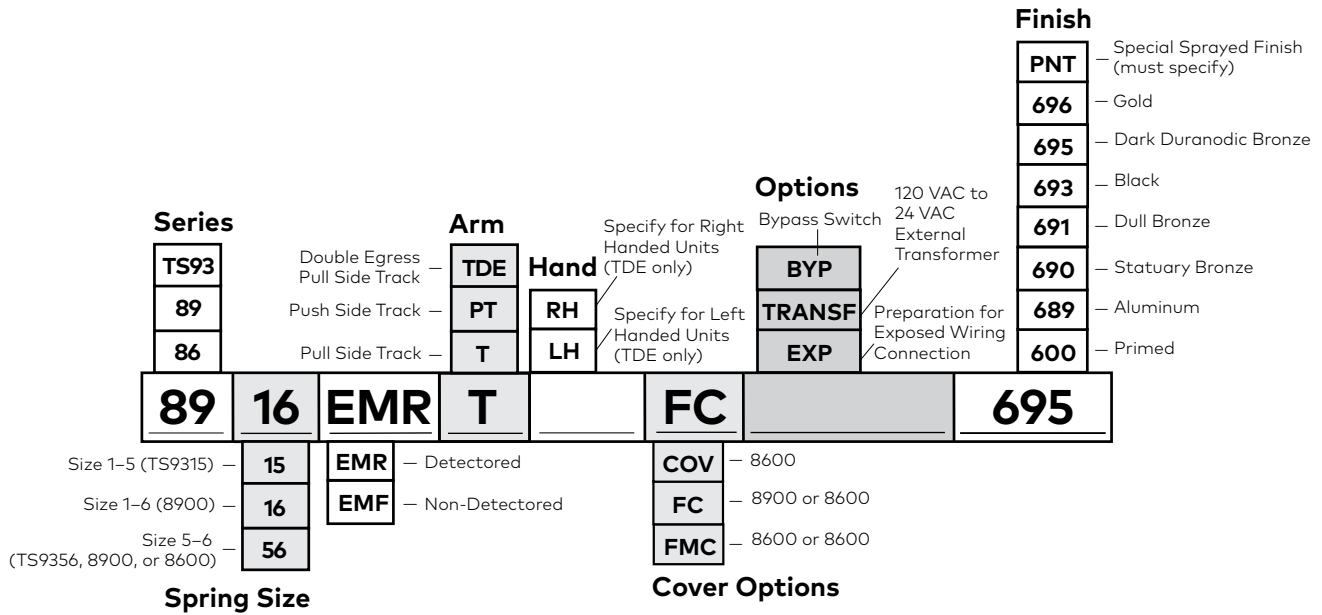 Finish
PNT
Special Sprayed Finish
(must specify)
696
Gold
695
Dark Duranodic Bronze
693
Black
691
Dull Bronze
690
Statuary Bronze
689
Aluminum
600
Primed
Series
TS93
89
86
Arm
Double Egress
Pull Side Track
TDE
Push Side Track
PT
Pull Side Track
T
Hand
RH
LH
Specify for Right
Handed Units
(TDE only)
Specify for Left
Handed Units
(TDE only)
Options
Bypass Switch
BYP
TRANSF
EXP
120 VAC to
24 VAC
External
Transformer
Preparation for
Exposed Wiring
Connection
89 16 EMR T FC 695
Size 1–5 (TS9315)
15
Size 1–6 (8900)
16
Size 5–6
(TS9356, 8900, or 8600)
56
Spring Size
EMR
Detectored
EMF
Non-Detectored
COV
8600
FC
8900 or 8600
FMC
8600 or 8600
Cover Options